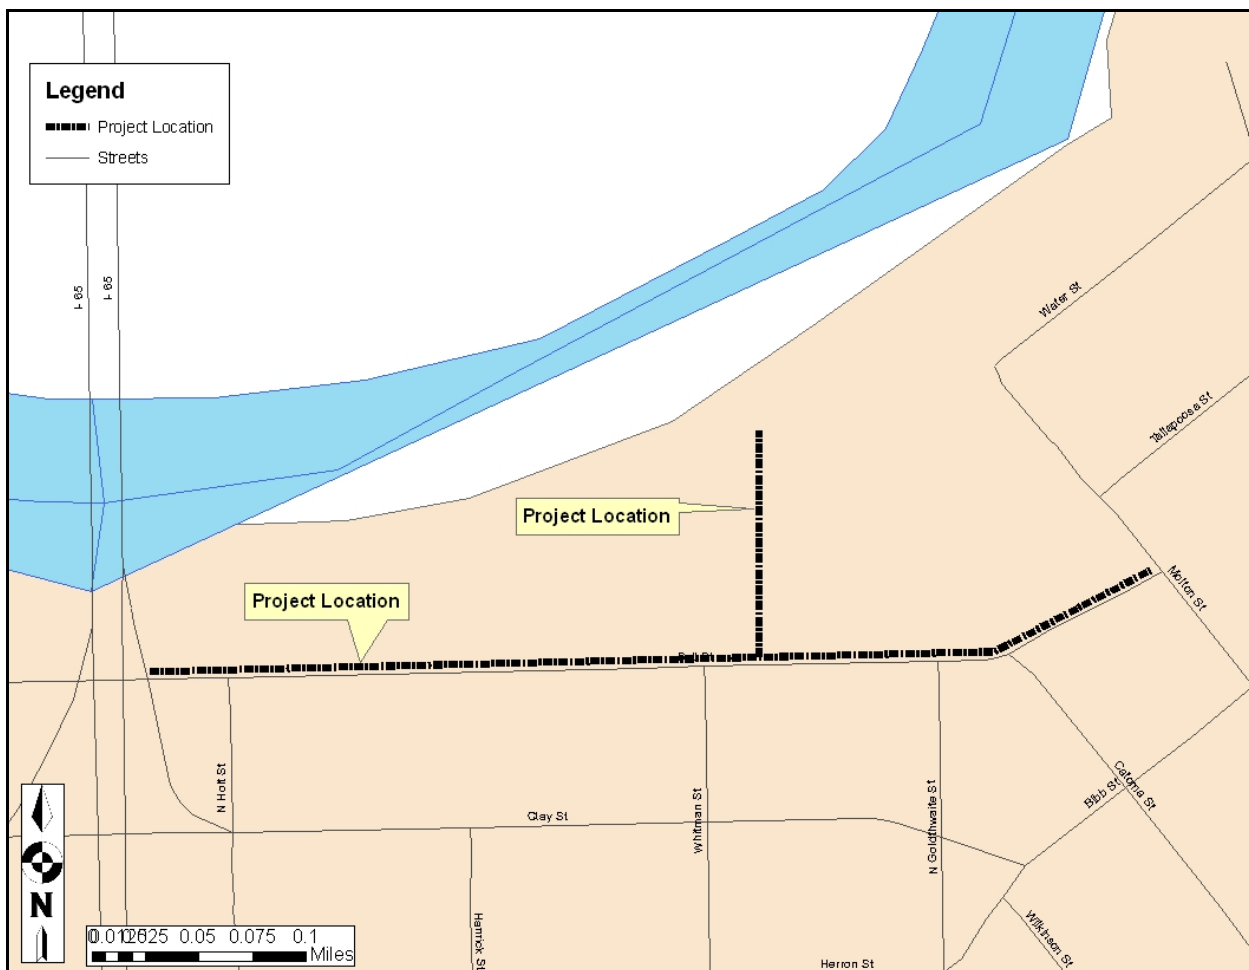 Legend
Project Location
Streets
I-65
I-65
Water St
Tallapoosa St
Project Location
Molton St
Project Location
N Holt St
Clay St
Whitman St
N Goldthwaite St
Bibb St
Catoma St
N
0
0.05
0.075
0.1
Miles
Hanrick St
Wilkinson St
Herron St